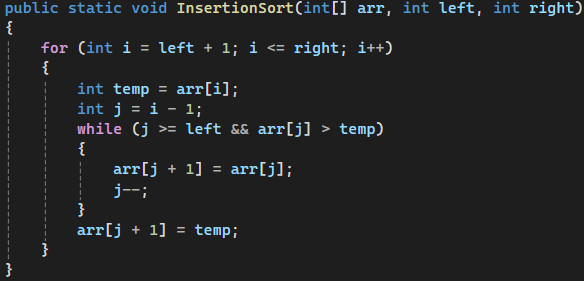 public static void InsertionSort(int[] arr, int left, int right)
{
    for (int i = left + 1; i <= right; i++)
    {
        int temp = arr[i];
        int j = i - 1;
        while (j >= left && arr[j] > temp)
        {
            arr[j + 1] = arr[j];
            j--;
        }
        arr[j + 1] = temp;
    }
}